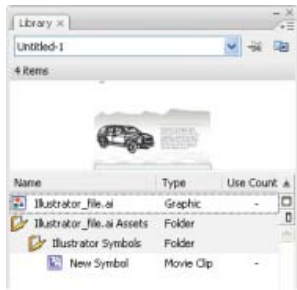 Library ×
Untitled-1
4 items
Name Type Use Count
Illustrator_file.ai Graphic -
Illustrator_file.ai Assets Folder
Illustrator Symbols Folder
New Symbol Movie Clip -